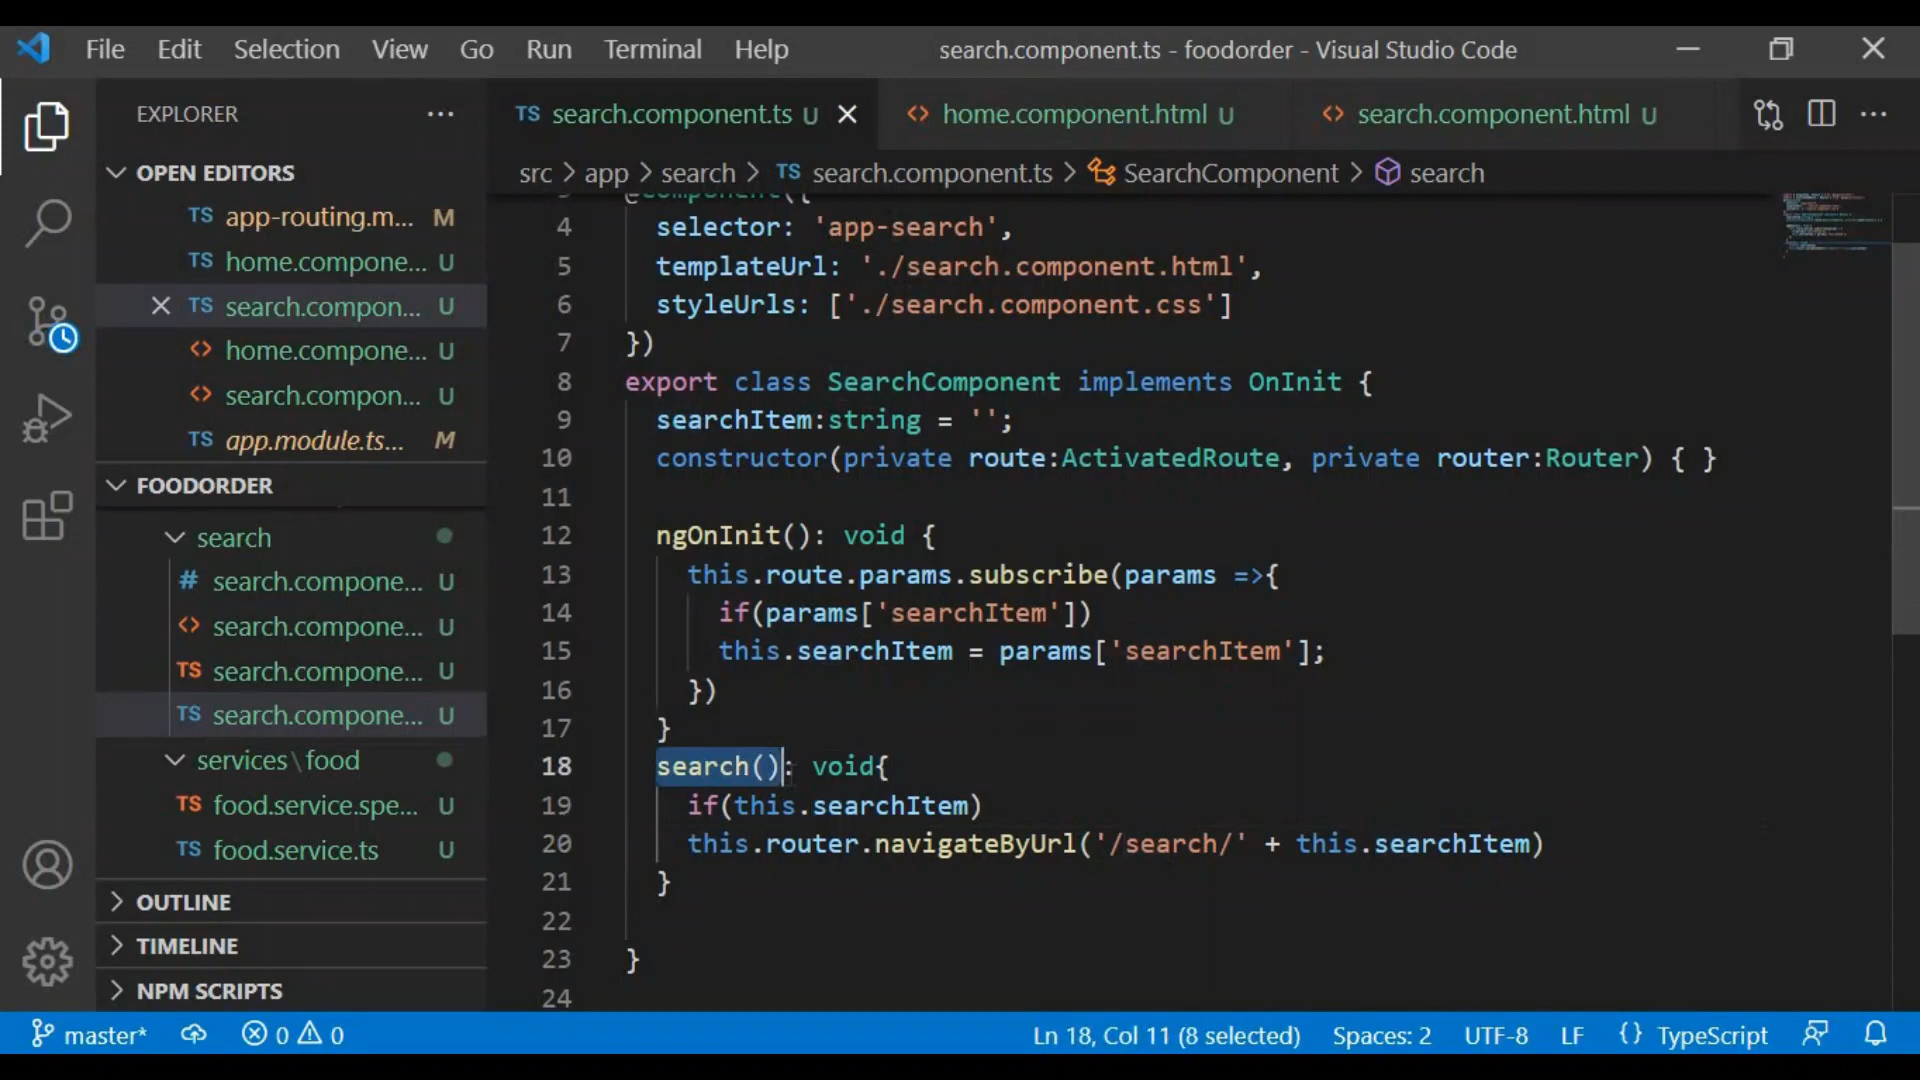 File Edit Selection View Go Run Terminal Help search.component.ts - foodorder - Visual Studio Code
EXPLORER
OPEN EDITORS
TS app-routing.m... M
TS home.compone... U
TS search.compon... U
<> home.compone... U
<> search.compon... U
TS app.module.ts... M
FOODORDER
search
# search.compone... U
<> search.compone... U
TS search.compone... U
TS search.compone... U
services\food
TS food.service.spe... U
TS food.service.ts U
OUTLINE
TIMELINE
NPM SCRIPTS
TS search.component.ts U <> home.component.html U <> search.component.html U
src > app > search > TS search.component.ts > SearchComponent > search
3 @Component({
4 selector: 'app-search',
5 templateUrl: './search.component.html',
6 styleUrls: ['./search.component.css']
7 })
8 export class SearchComponent implements OnInit {
9 searchItem:string = '';
10 constructor(private route:ActivatedRoute, private router:Router) { }
11
12 ngOnInit(): void {
13 this.route.params.subscribe(params =>{
14 if(params['searchItem'])
15 this.searchItem = params['searchItem'];
16 })
17 }
18 search(): void{
19 if(this.searchItem)
20 this.router.navigateByUrl('/search/' + this.searchItem)
21 }
22
23 }
24
master* 0 0 Ln 18, Col 11 (8 selected) Spaces: 2 UTF-8 LF {} TypeScript